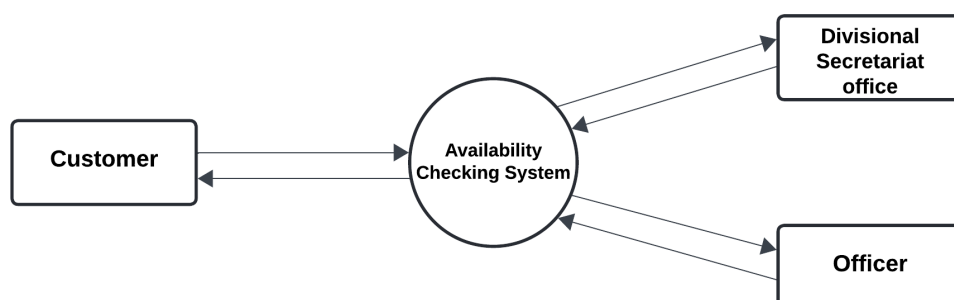 Divisional
Secretariat
office
Customer
Availability
Checking System
Officer